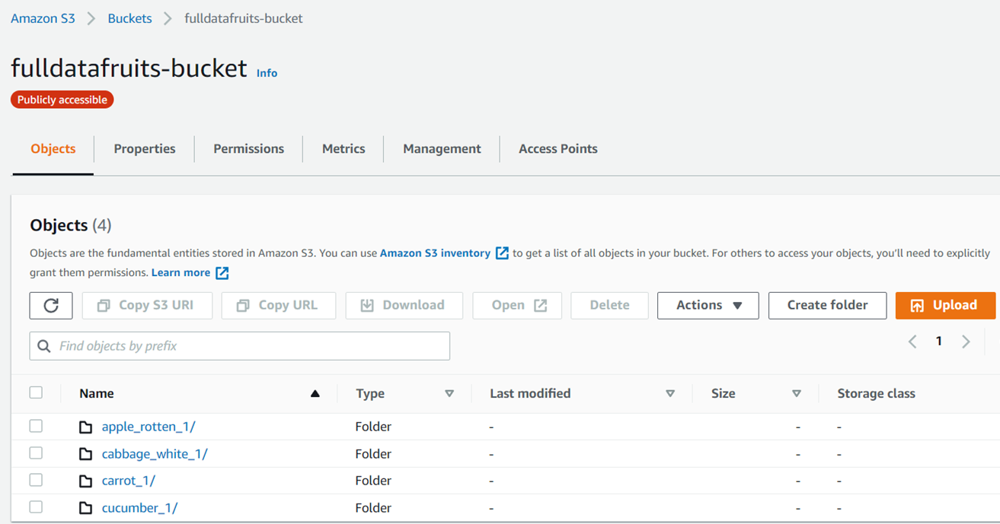 Amazon S3 > Buckets > fulldatafruits-bucket
fulldatafruits-bucket Info
Publicly accessible
Objects Properties Permissions Metrics Management Access Points
Objects (4)
Objects are the fundamental entities stored in Amazon S3. You can use Amazon S3 inventory to get a list of all objects in your bucket. For others to access your objects, you'll need to explicitly
grant them permissions. Learn more
Copy S3 URI Copy URL Download Open Delete Actions Create folder Upload
Find objects by prefix
< 1 >
Name Type Last modified Size Storage class
apple_rotten_1/ Folder - - -
cabbage_white_1/ Folder - - -
carrot_1/ Folder - - -
cucumber_1/ Folder - - -